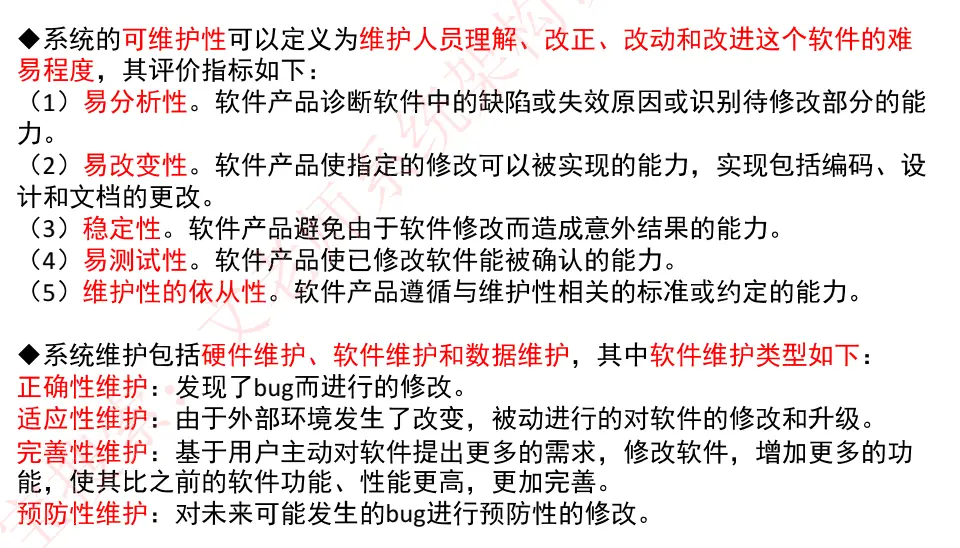 ◆系统的可维护性可以定义为维护人员理解、改正、改动和改进这个软件的难
易程度，其评价指标如下：
（1）易分析性。软件产品诊断软件中的缺陷或失效原因或识别待修改部分的能
力。
（2）易改变性。软件产品使指定的修改可以被实现的能力，实现包括编码、设
计和文档的更改。
（3）稳定性。软件产品避免由于软件修改而造成意外结果的能力。
（4）易测试性。软件产品使已修改软件能被确认的能力。
（5）维护性的依从性。软件产品遵循与维护性相关的标准或约定的能力。
◆系统维护包括硬件维护、软件维护和数据维护，其中软件维护类型如下：
正确性维护：发现了bug而进行的修改。
适应性维护：由于外部环境发生了改变，被动进行的对软件的修改和升级。
完善性维护：基于用户主动对软件提出更多的需求，修改软件，增加更多的功
能，使其比之前的软件功能、性能更高，更加完善。
预防性维护：对未来可能发生的bug进行预防性的修改。
文老师系统架构